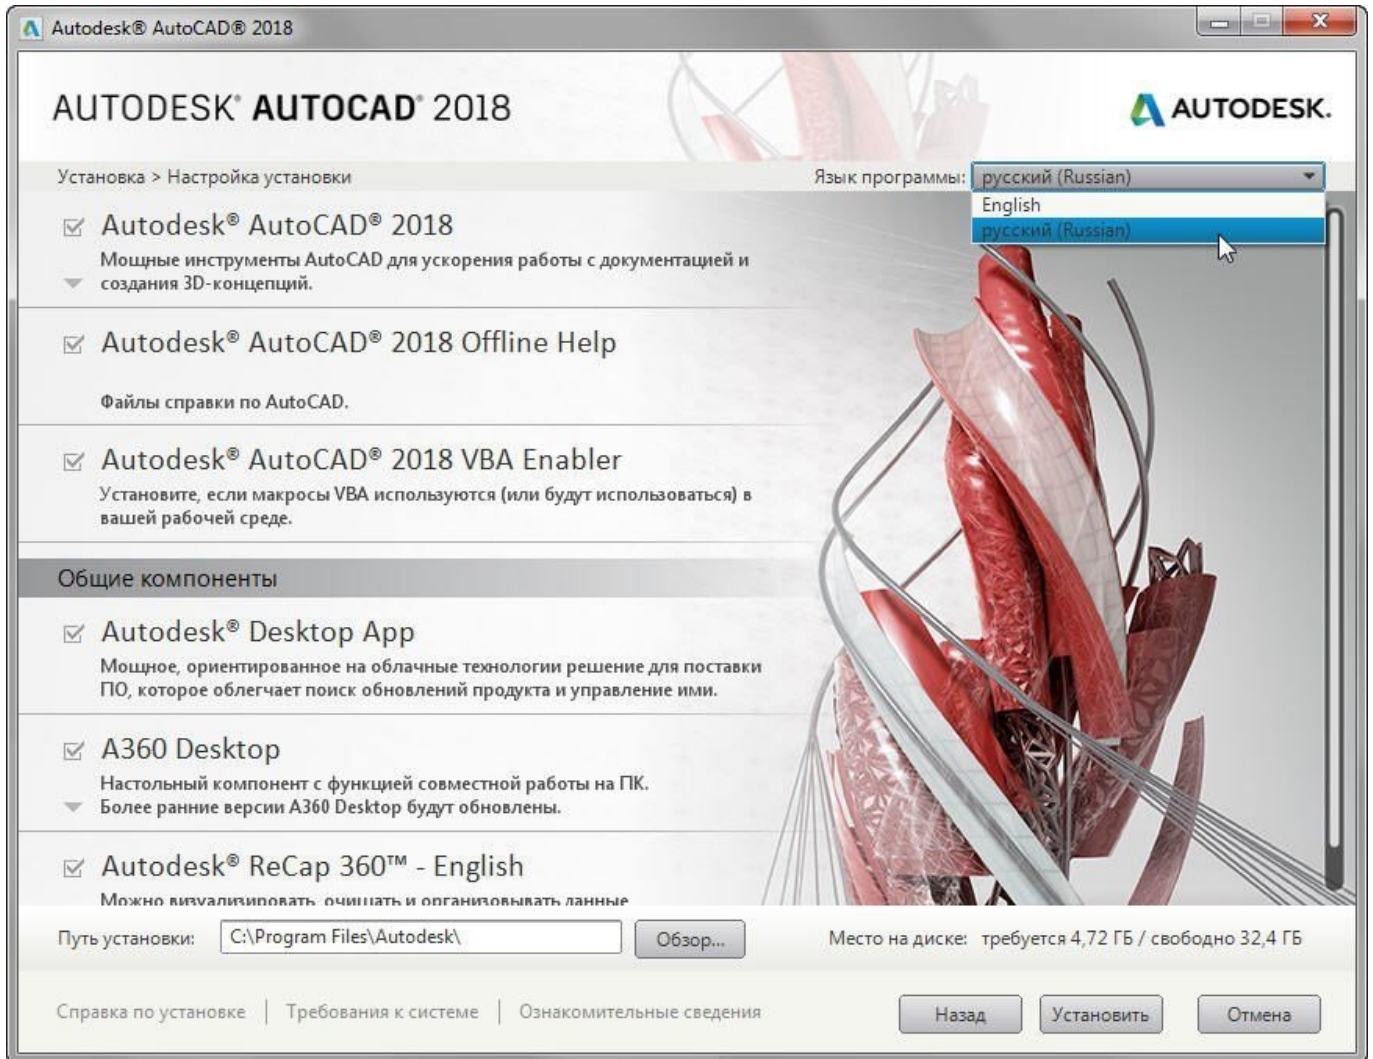 Autodesk® AutoCAD® 2018
AUTODESK® AUTOCAD® 2018
AUTODESK.
Установка > Настройка установки
Язык программы: русский (Russian)
English
русский (Russian)
Autodesk® AutoCAD® 2018
Мощные инструменты AutoCAD для ускорения работы с документацией и
создания 3D-концепций.
Autodesk® AutoCAD® 2018 Offline Help
Файлы справки по AutoCAD.
Autodesk® AutoCAD® 2018 VBA Enabler
Установите, если макросы VBA используются (или будут использоваться) в
вашей рабочей среде.
Общие компоненты
Autodesk® Desktop App
Мощное, ориентированное на облачные технологии решение для поставки
ПО, которое облегчает поиск обновлений продукта и управление ими.
A360 Desktop
Настольный компонент с функцией совместной работы на ПК.
Более ранние версии A360 Desktop будут обновлены.
Autodesk® ReCap 360™ - English
Можно визуализировать, очищать и организовывать данные
Путь установки: C:\Program Files\Autodesk\ Обзор... Место на диске: требуется 4,72 ГБ / свободно 32,4 ГБ
Справка по установке | Требования к системе | Ознакомительные сведения Назад Установить Отмена